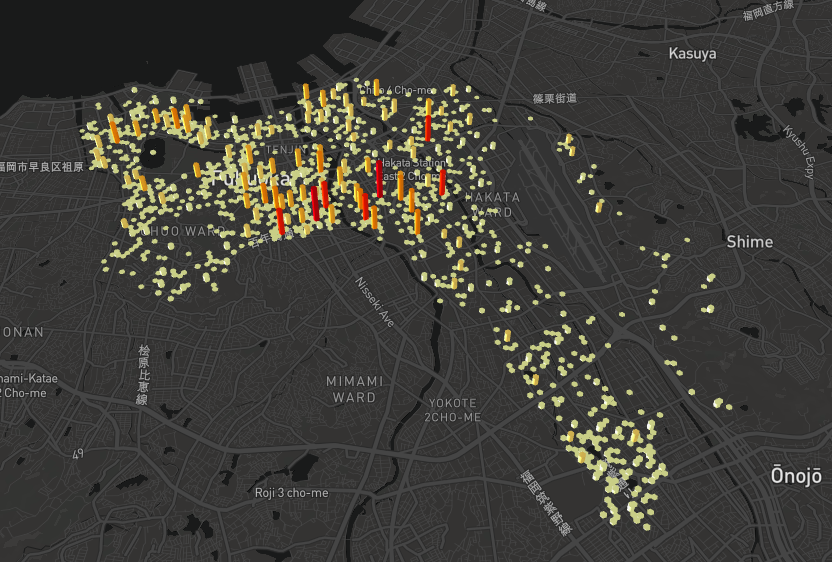 福岡直方線
Kasuya
Chiyo 4 Cho-me
篠栗街道
Kyushu Expy
TENJIN
福岡市早良区祖原
Hakata Station
East 2 Cho-me
Fukuoka
HAKATA
WARD
CHUO WARD
Shime
Nisseki Ave
ONAN
桧原比恵線
MIMAMI
WARD
YOKOTE
2CHO-ME
nami-Katae
2 Cho-me
49
Ōnojō
Roji 3 cho-me
福岡筑紫野線